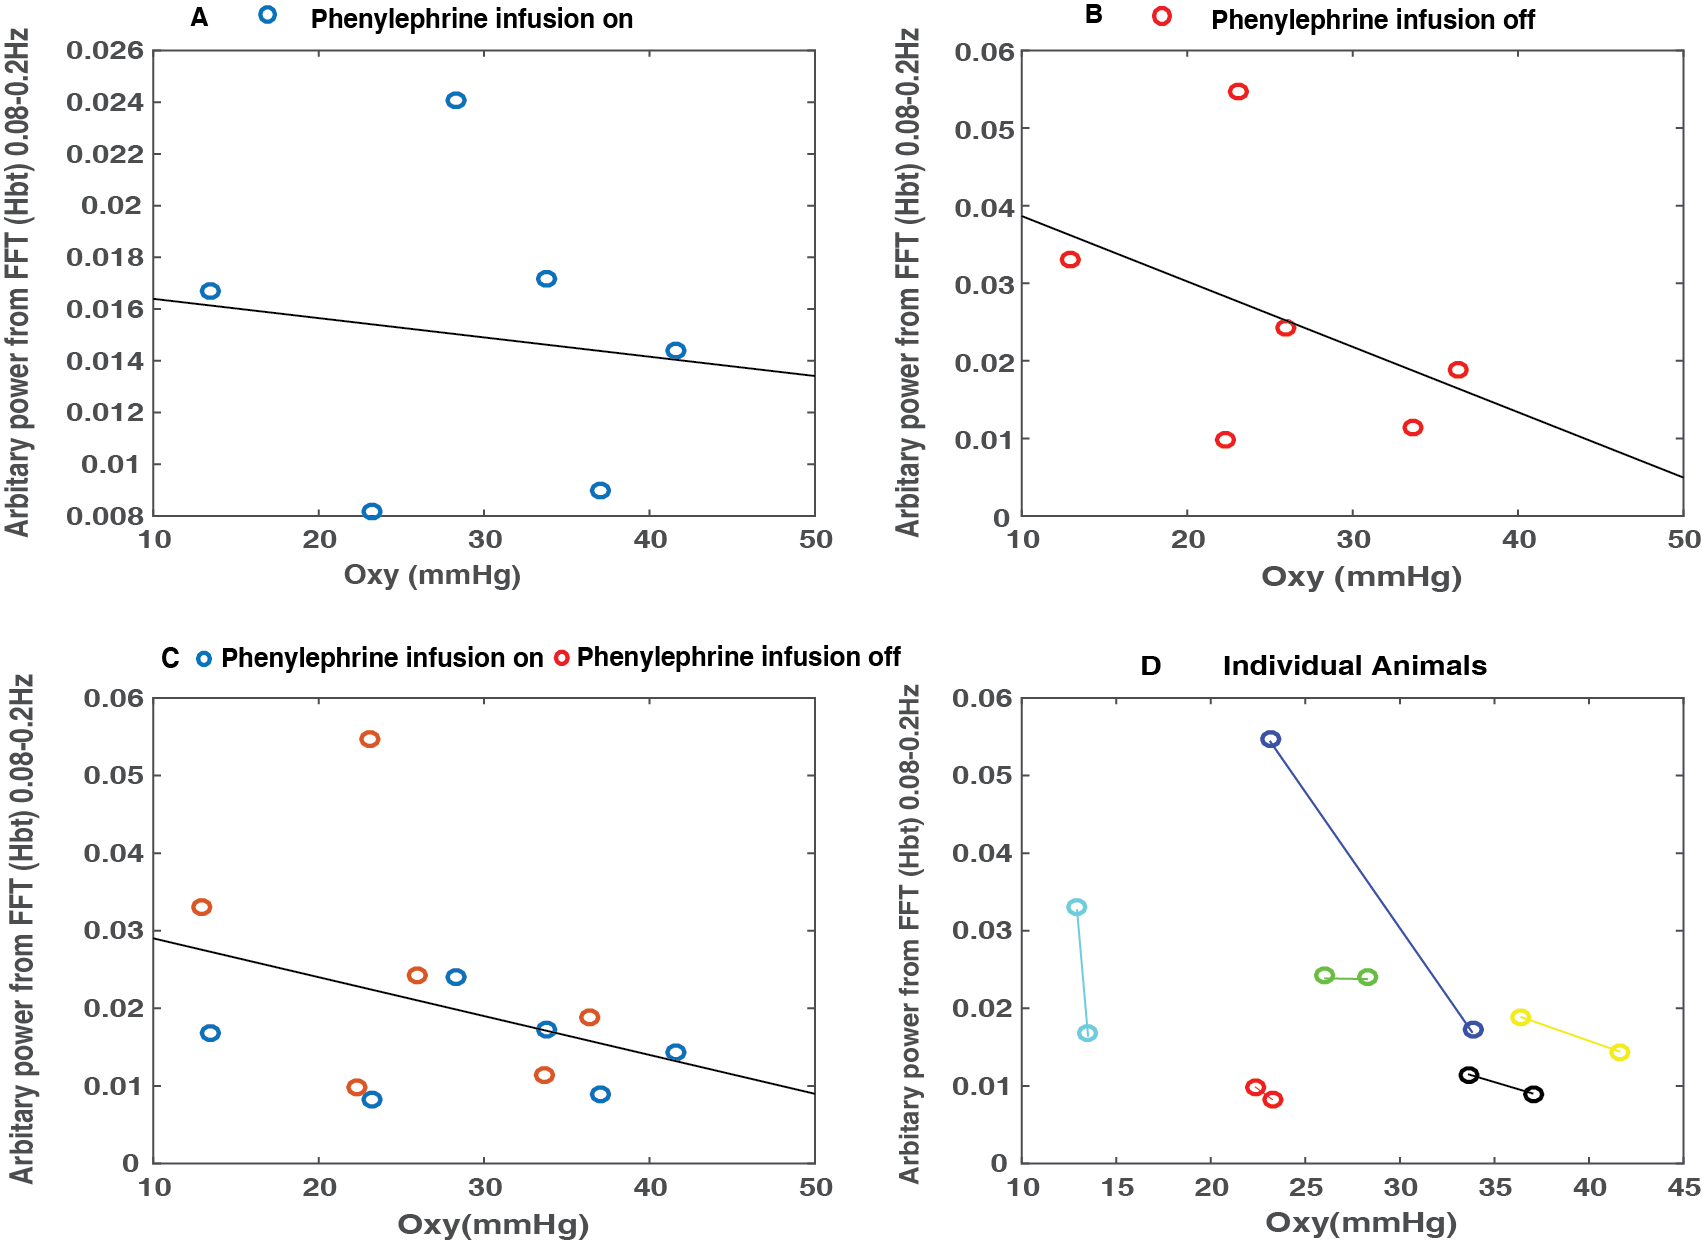 A Phenylephrine infusion on
Arbitary power from FFT (Hbt) 0.08-0.2Hz
0.026
0.024
0.022
0.02
0.018
0.016
0.014
0.012
0.01
0.008
10 20 30 40 50
Oxy (mmHg)
B Phenylephrine infusion off
Arbitary power from FFT (Hbt) 0.08-0.2Hz
0.06
0.05
0.04
0.03
0.02
0.01
0
10 20 30 40 50
Oxy (mmHg)
C Phenylephrine infusion on Phenylephrine infusion off
Arbitary power from FFT (Hbt) 0.08-0.2Hz
0.06
0.05
0.04
0.03
0.02
0.01
0
10 20 30 40 50
Oxy(mmHg)
D Individual Animals
Arbitary power from FFT (Hbt) 0.08-0.2Hz
0.06
0.05
0.04
0.03
0.02
0.01
0
10 15 20 25 30 35 40 45
Oxy(mmHg)